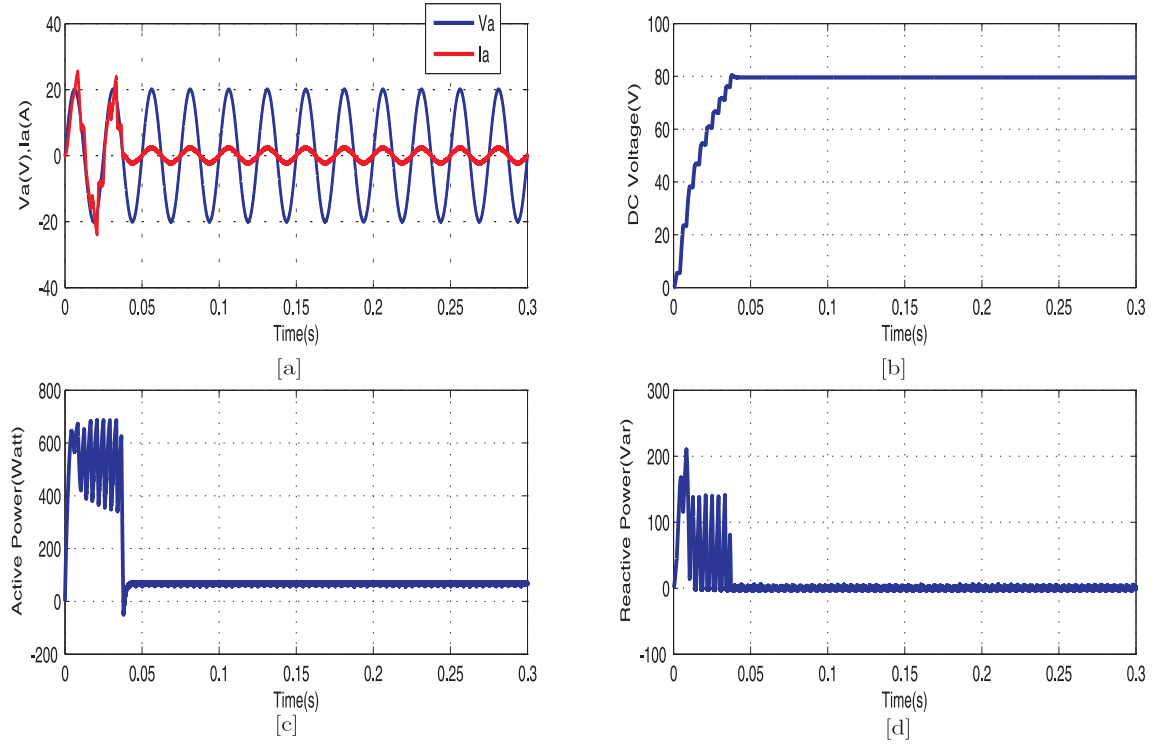 40
20
0
-20
-40
Va(V),Ia(A)
Va
Ia
0 0.05 0.1 0.15 0.2 0.25 0.3
Time(s)
[a]
100
80
60
40
20
0
DC Voltage(V)
0 0.05 0.1 0.15 0.2 0.25 0.3
Time(s)
[b]
800
600
400
200
0
-200
Active Power(Watt)
0 0.05 0.1 0.15 0.2 0.25 0.3
Time(s)
[c]
300
200
100
0
-100
Reactive Power(Var)
0 0.05 0.1 0.15 0.2 0.25 0.3
Time(s)
[d]